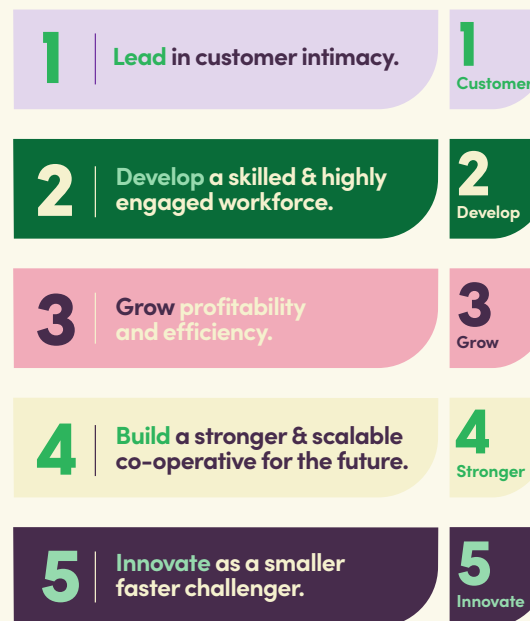 1
Lead in customer intimacy.
1
Customer
2
Develop a skilled & highly
engaged workforce.
2
Develop
3
Grow profitability
and efficiency.
3
Grow
4
Build a stronger & scalable
co-operative for the future.
4
Stronger
5
Innovate as a smaller
faster challenger.
5
Innovate